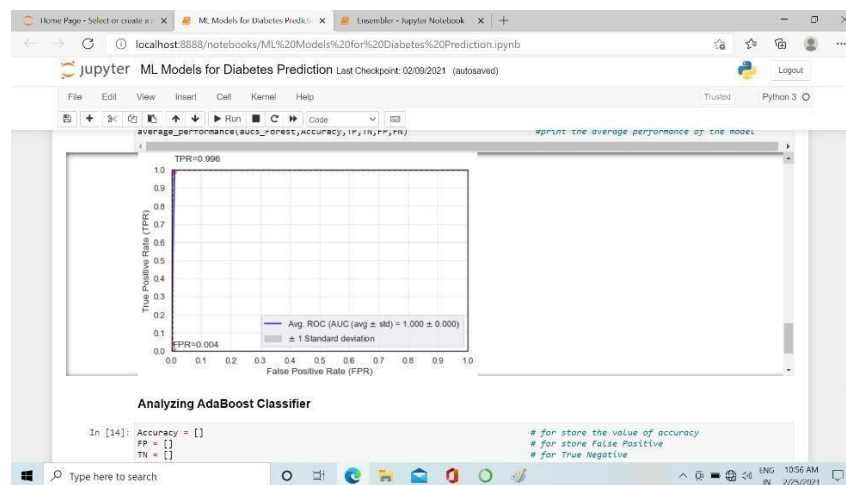 Home Page - Select or create a n
ML Models for Diabetes Predicti
Ensembler - Jupyter Notebook
localhost:8888/notebooks/ML%20Models%20for%20Diabetes%20Prediction.ipynb
Jupyter ML Models for Diabetes Prediction Last Checkpoint: 02/09/2021 (autosaved)
Logout
File Edit View Insert Cell Kernel Help
Trusted
Python 3
Run
Code
average_performance(aucs_Forest,Accuracy,TP,TN,FP,FN) #print the average performance of the model
TPR=0.996
1.0
0.9
0.8
0.7
0.6
0.5
0.4
0.3
0.2
0.1
0.0
True Positive Rate (TPR)
Avg. ROC (AUC (avg ± std) = 1.000 ± 0.000)
± 1 Standard deviation
FPR=0.004
0.0 0.1 0.2 0.3 0.4 0.5 0.6 0.7 0.8 0.9 1.0
False Positive Rate (FPR)
Analyzing AdaBoost Classifier
In [14]: Accuracy = [] # for store the value of accuracy
FP = [] # for store False Positive
TN = [] # for True Negative
Type here to search
ENG 10:56 AM
IN 2/25/2021